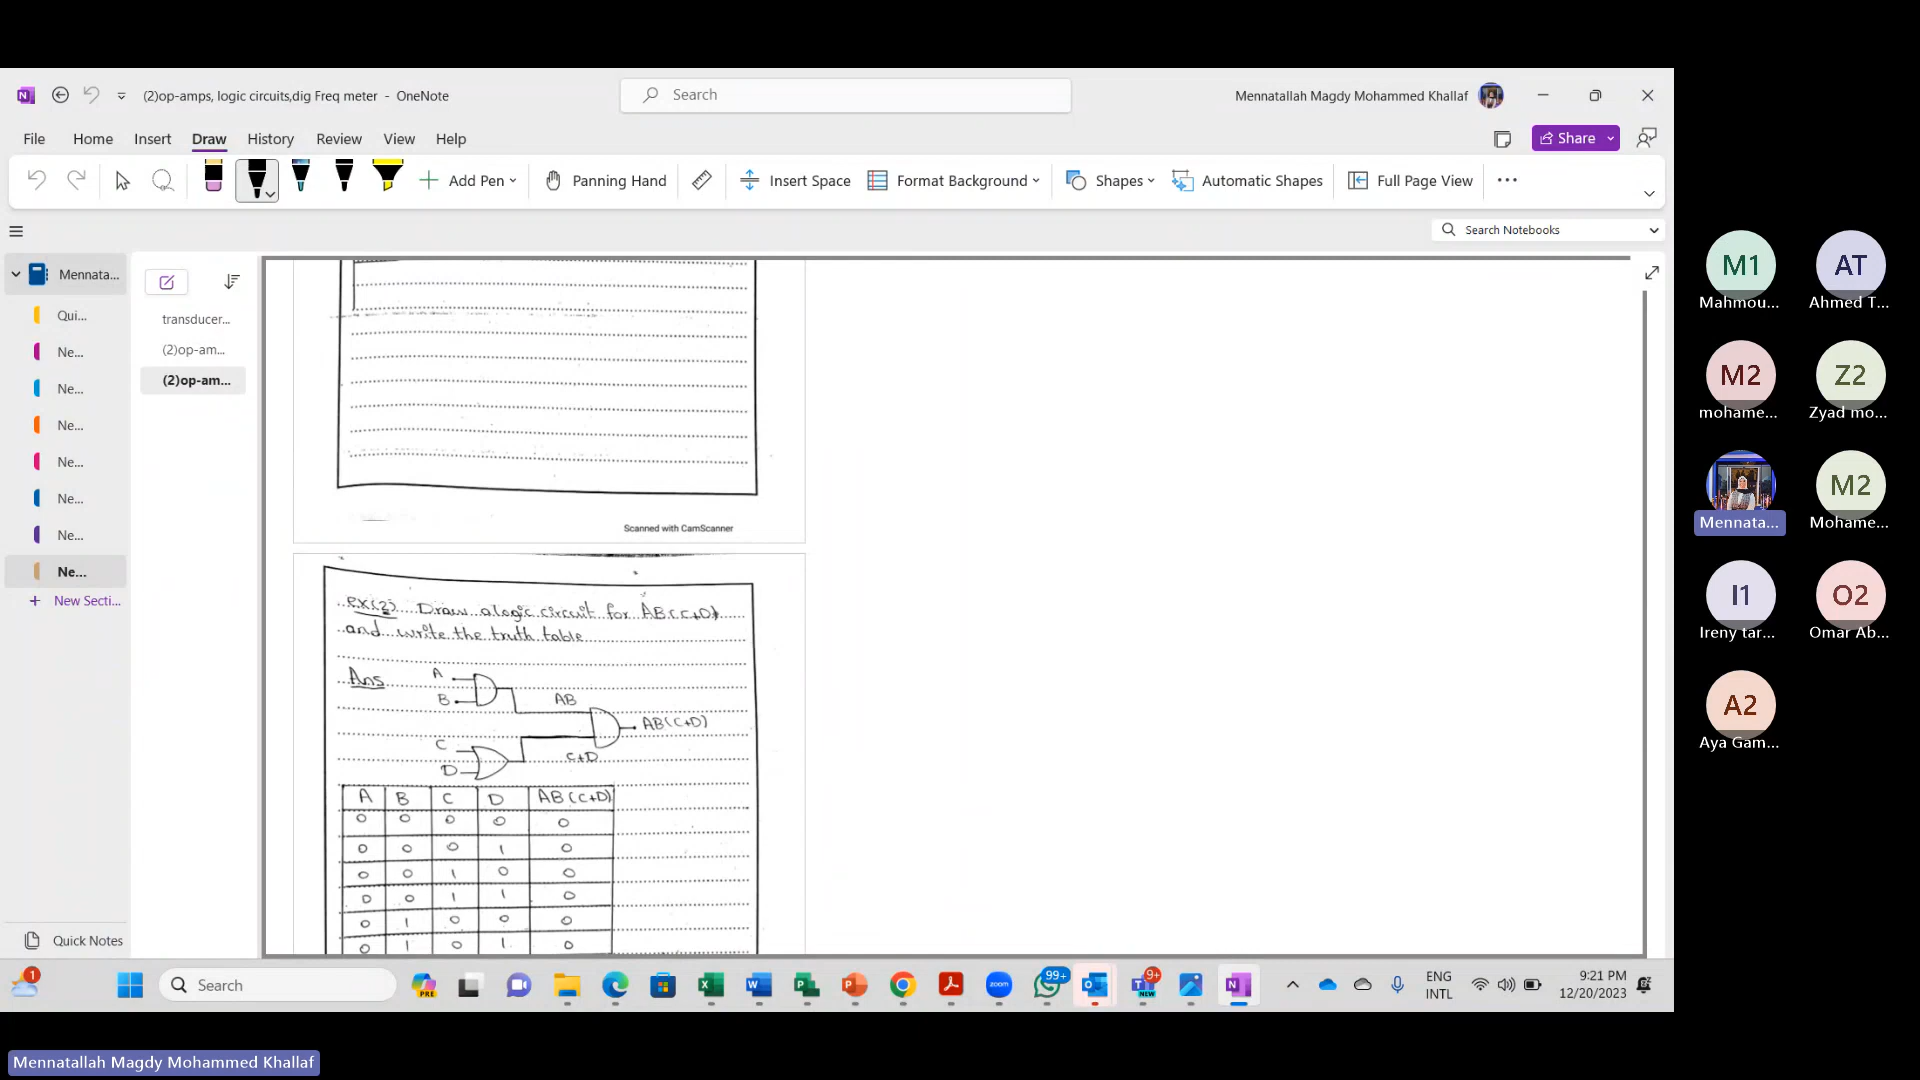 (2)op-amps, logic circuits,dig Freq meter - OneNote
Search
Mennatallah Magdy Mohammed Khallaf
File Home Insert Draw History Review View Help
Share
Add Pen
Panning Hand
Insert Space
Format Background
Shapes
Automatic Shapes
Full Page View
Search Notebooks
Mennata...
Qui...
Ne...
Ne...
Ne...
Ne...
Ne...
Ne...
Ne...
Ne...
New Secti...
Quick Notes
transducer...
(2)op-am...
(2)op-am...
Scanned with CamScanner
ex(2) Draw a logic circuit for AB(C+D)
and write the truth table
Ans
A
B
AB
AB(C+D)
C
D
C+D
A B C D AB(C+D)
0 0 0 0 0
0 0 0 1 0
0 0 1 0 0
0 0 1 1 0
0 1 0 0 0
0 1 0 1 0
M1
Mahmou...
AT
Ahmed T...
M2
mohame...
Z2
Zyad mo...
Mennata...
M2
Mohame...
I1
Ireny tar...
O2
Omar Ab...
A2
Aya Gam...
1
Search
PRE
zoom
99+
9+
NEW
ENG
INTL
9:21 PM
12/20/2023
Mennatallah Magdy Mohammed Khallaf